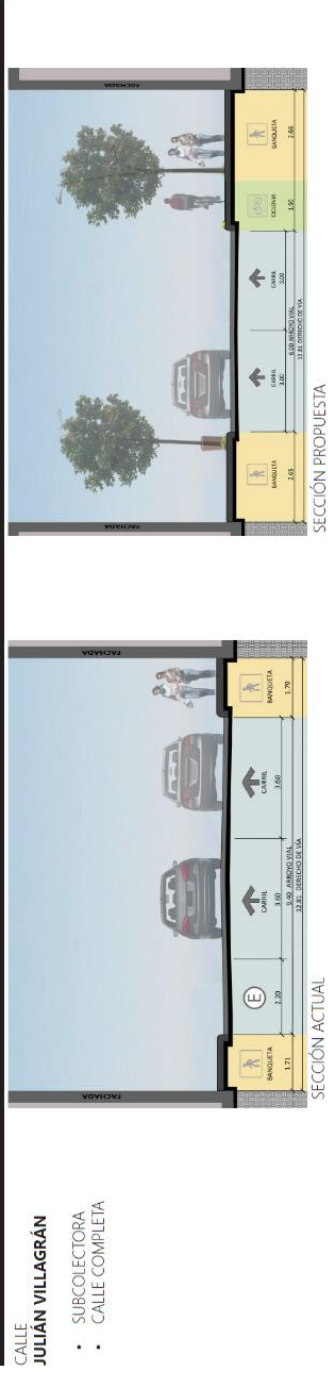 CALLE
JULIÁN VILLAGRÁN
• SUBCOLECTORA
• CALLE COMPLETA
FACHADA
FACHADA
E
BANQUETA
CARRIL
CARRIL
BANQUETA
1.71
2.20
3.60
3.60
1.70
9.40 ARROYO VIAL
12.81 DERECHO DE VÍA
SECCIÓN ACTUAL
FACHADA
FACHADA
BANQUETA
CARRIL
CARRIL
CICLOVÍA
BANQUETA
2.65
3.00
3.00
1.50
2.66
6.00 ARROYO VIAL
12.81 DERECHO DE VÍA
SECCIÓN PROPUESTA